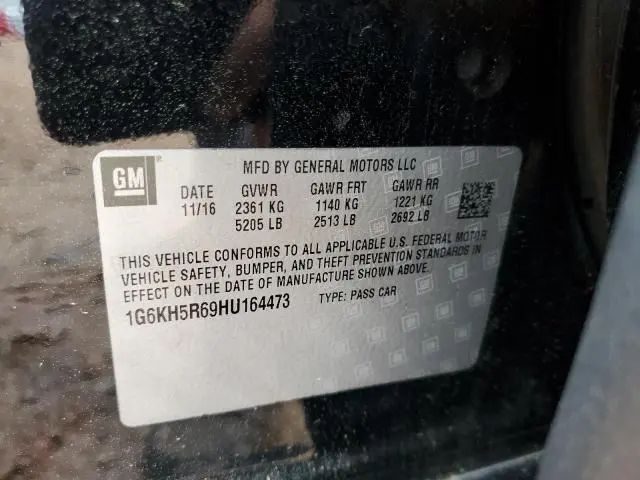 GM
MFD BY GENERAL MOTORS LLC
DATE GVWR GAWR FRT GAWR RR
11/16 2361 KG 1140 KG 1221 KG
5205 LB 2513 LB 2692 LB
THIS VEHICLE CONFORMS TO ALL APPLICABLE U.S. FEDERAL MOTOR
VEHICLE SAFETY, BUMPER, AND THEFT PREVENTION STANDARDS IN
EFFECT ON THE DATE OF MANUFACTURE SHOWN ABOVE.
1G6KH5R69HU164473 TYPE: PASS CAR